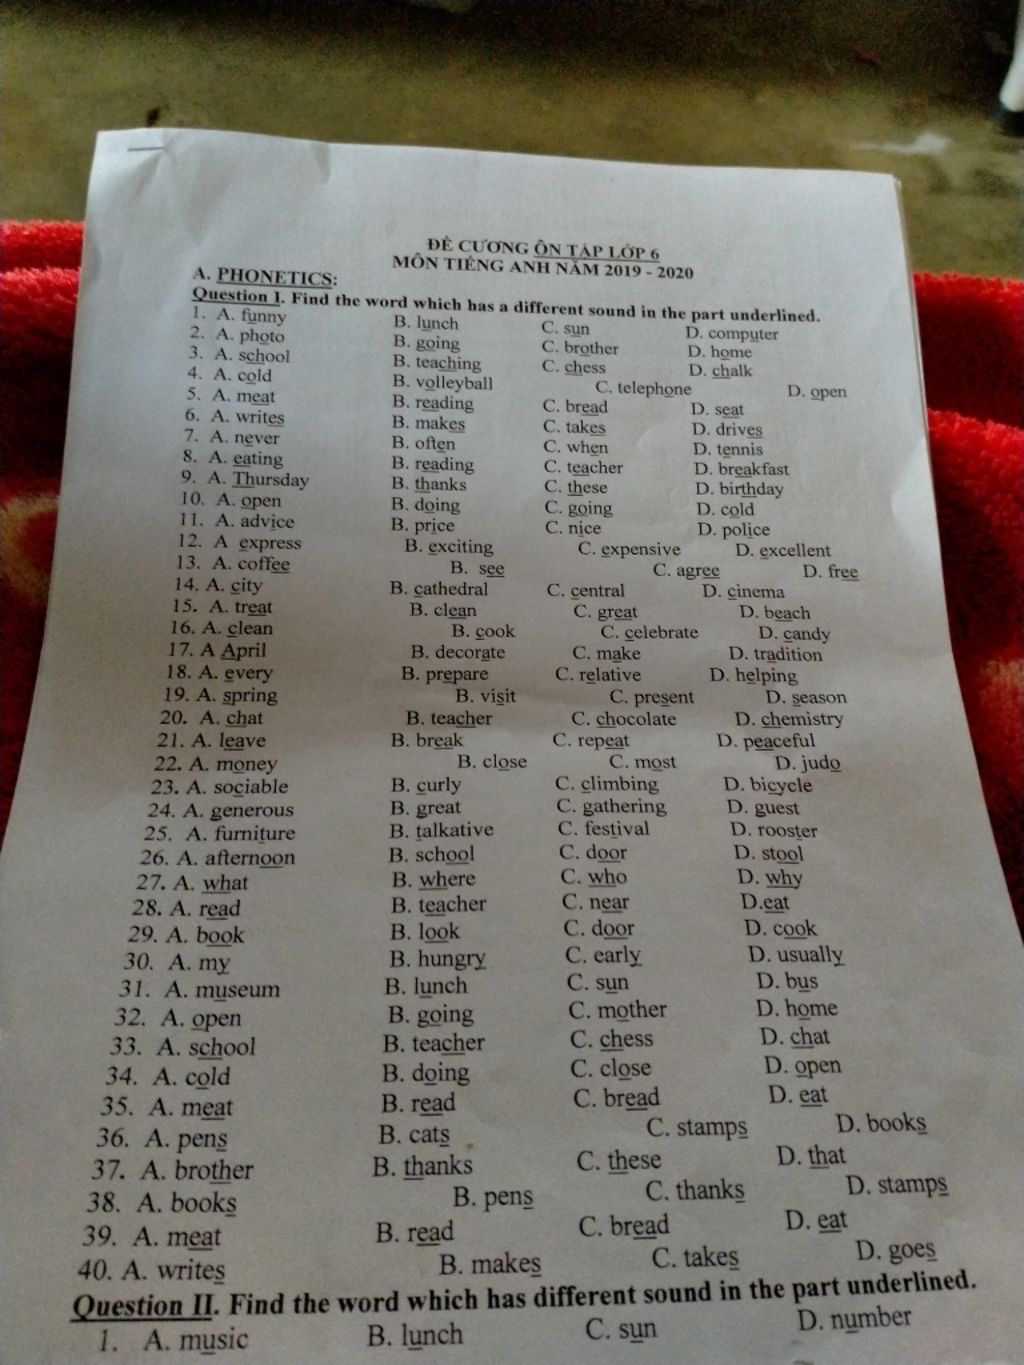 ĐỀ CƯƠNG ÔN TẬP LỚP 6
MÔN TIẾNG ANH NĂM 2019 - 2020
A. PHONETICS:
Question I. Find the word which has a different sound in the part underlined.
1. A. funny B. lunch C. sun D. computer
2. A. photo B. going C. brother D. home
3. A. school B. teaching C. chess D. chalk
4. A. cold B. volleyball C. telephone D. open
5. A. meat B. reading C. bread D. seat
6. A. writes B. makes C. takes D. drives
7. A. never B. often C. when D. tennis
8. A. eating B. reading C. teacher D. breakfast
9. A. Thursday B. thanks C. these D. birthday
10. A. open B. doing C. going D. cold
11. A. advice B. price C. nice D. police
12. A express B. exciting C. expensive D. excellent
13. A. coffee B. see C. agree D. free
14. A. city B. cathedral C. central D. cinema
15. A. treat B. clean C. great D. beach
16. A. clean B. cook C. celebrate D. candy
17. A April B. decorate C. make D. tradition
18. A. every B. prepare C. relative D. helping
19. A. spring B. visit C. present D. season
20. A. chat B. teacher C. chocolate D. chemistry
21. A. leave B. break C. repeat D. peaceful
22. A. money B. close C. most D. judo
23. A. sociable B. curly C. climbing D. bicycle
24. A. generous B. great C. gathering D. guest
25. A. furniture B. talkative C. festival D. rooster
26. A. afternoon B. school C. door D. stool
27. A. what B. where C. who D. why
28. A. read B. teacher C. near D.eat
29. A. book B. look C. door D. cook
30. A. my B. hungry C. early D. usually
31. A. museum B. lunch C. sun D. bus
32. A. open B. going C. mother D. home
33. A. school B. teacher C. chess D. chat
34. A. cold B. doing C. close D. open
35. A. meat B. read C. bread D. eat
36. A. pens B. cats C. stamps D. books
37. A. brother B. thanks C. these D. that
38. A. books B. pens C. thanks D. stamps
39. A. meat B. read C. bread D. eat
40. A. writes B. makes C. takes D. goes
Question II. Find the word which has different sound in the part underlined.
1. A. music B. lunch C. sun D. number